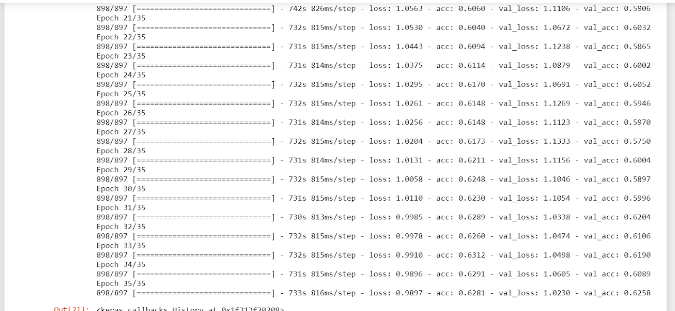 898/897 [==============================] - 742s 826ms/step - loss: 1.0563 - acc: 0.6060 - val_loss: 1.1106 - val_acc: 0.5906
Epoch 21/35
898/897 [==============================] - 732s 815ms/step - loss: 1.0530 - acc: 0.6040 - val_loss: 1.0672 - val_acc: 0.6032
Epoch 22/35
898/897 [==============================] - 731s 815ms/step - loss: 1.0443 - acc: 0.6094 - val_loss: 1.1238 - val_acc: 0.5865
Epoch 23/35
898/897 [==============================] - 731s 814ms/step - loss: 1.0375 - acc: 0.6114 - val_loss: 1.0879 - val_acc: 0.6002
Epoch 24/35
898/897 [==============================] - 732s 815ms/step - loss: 1.0295 - acc: 0.6170 - val_loss: 1.0691 - val_acc: 0.6052
Epoch 25/35
898/897 [==============================] - 732s 815ms/step - loss: 1.0261 - acc: 0.6148 - val_loss: 1.1269 - val_acc: 0.5946
Epoch 26/35
898/897 [==============================] - 731s 814ms/step - loss: 1.0256 - acc: 0.6148 - val_loss: 1.1123 - val_acc: 0.5970
Epoch 27/35
898/897 [==============================] - 732s 815ms/step - loss: 1.0204 - acc: 0.6173 - val_loss: 1.1333 - val_acc: 0.5750
Epoch 28/35
898/897 [==============================] - 731s 814ms/step - loss: 1.0131 - acc: 0.6211 - val_loss: 1.1156 - val_acc: 0.6004
Epoch 29/35
898/897 [==============================] - 732s 815ms/step - loss: 1.0058 - acc: 0.6248 - val_loss: 1.1046 - val_acc: 0.5897
Epoch 30/35
898/897 [==============================] - 731s 815ms/step - loss: 1.0110 - acc: 0.6230 - val_loss: 1.1054 - val_acc: 0.5996
Epoch 31/35
898/897 [==============================] - 730s 813ms/step - loss: 0.9985 - acc: 0.6289 - val_loss: 1.0338 - val_acc: 0.6204
Epoch 32/35
898/897 [==============================] - 732s 815ms/step - loss: 0.9978 - acc: 0.6260 - val_loss: 1.0474 - val_acc: 0.6106
Epoch 33/35
898/897 [==============================] - 732s 815ms/step - loss: 0.9910 - acc: 0.6312 - val_loss: 1.0498 - val_acc: 0.6190
Epoch 34/35
898/897 [==============================] - 731s 815ms/step - loss: 0.9896 - acc: 0.6291 - val_loss: 1.0605 - val_acc: 0.6089
Epoch 35/35
898/897 [==============================] - 733s 816ms/step - loss: 0.9897 - acc: 0.6281 - val_loss: 1.0230 - val_acc: 0.6258
Out[21]: <keras.callbacks.History at